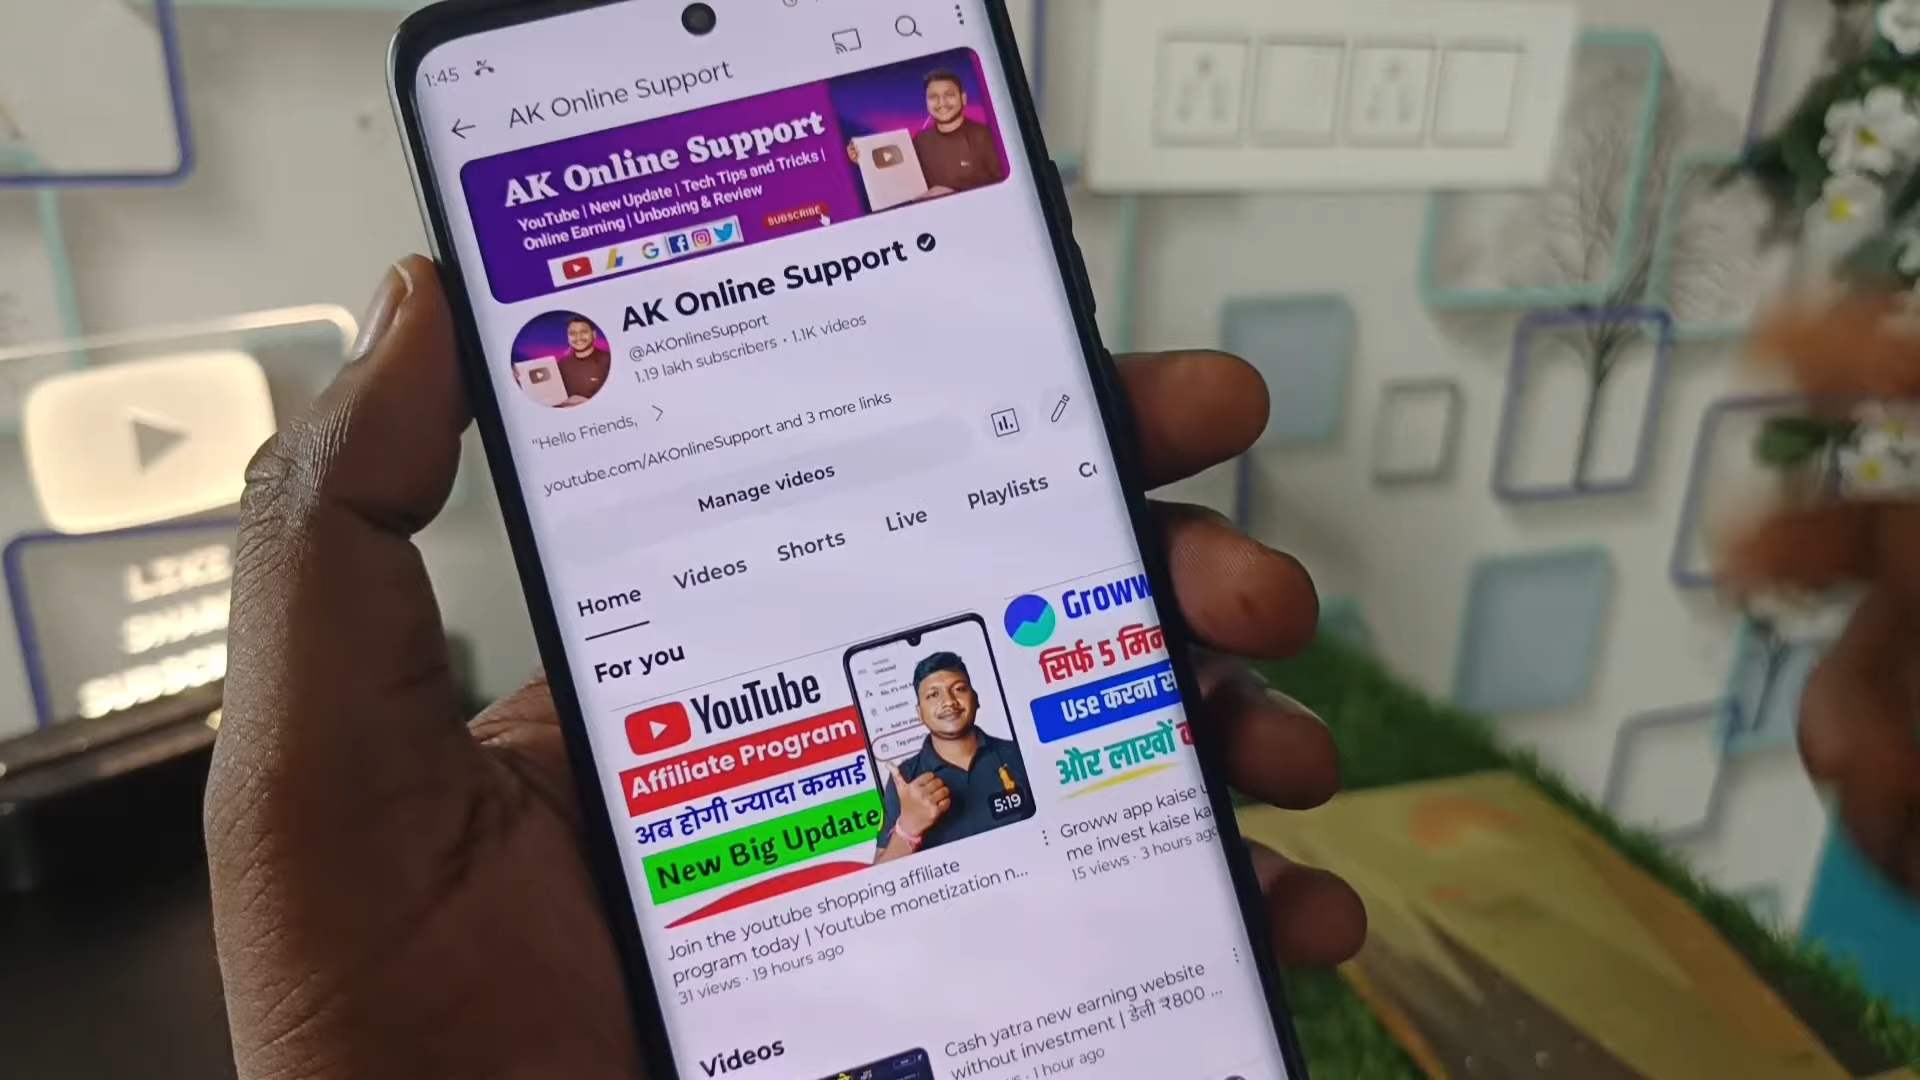 1:45
AK Online Support
AK Online Support
YouTube | New Update | Tech Tips and Tricks |
Online Earning | Unboxing & Review
SUBSCRIBE
AK Online Support
@AKOnlineSupport
1.19 lakh subscribers · 1.1K videos
"Hello Friends,
youtube.com/AKOnlineSupport and 3 more links
Manage videos
Home
Videos
Shorts
Live
Playlists
For you
YouTube
Affiliate Program
अब होगी ज्यादा कमाई
New Big Update
5:19
Join the youtube shopping affiliate
program today | Youtube monetization n...
31 views · 19 hours ago
Groww
सिर्फ 5
Use करना
और लाखों
Groww app kaise
me invest kaise ka
15 views · 3 hours ago
Videos
Cash yatra new earning website
without investment | डेली ₹800 ...
1 hour ago
LIKE